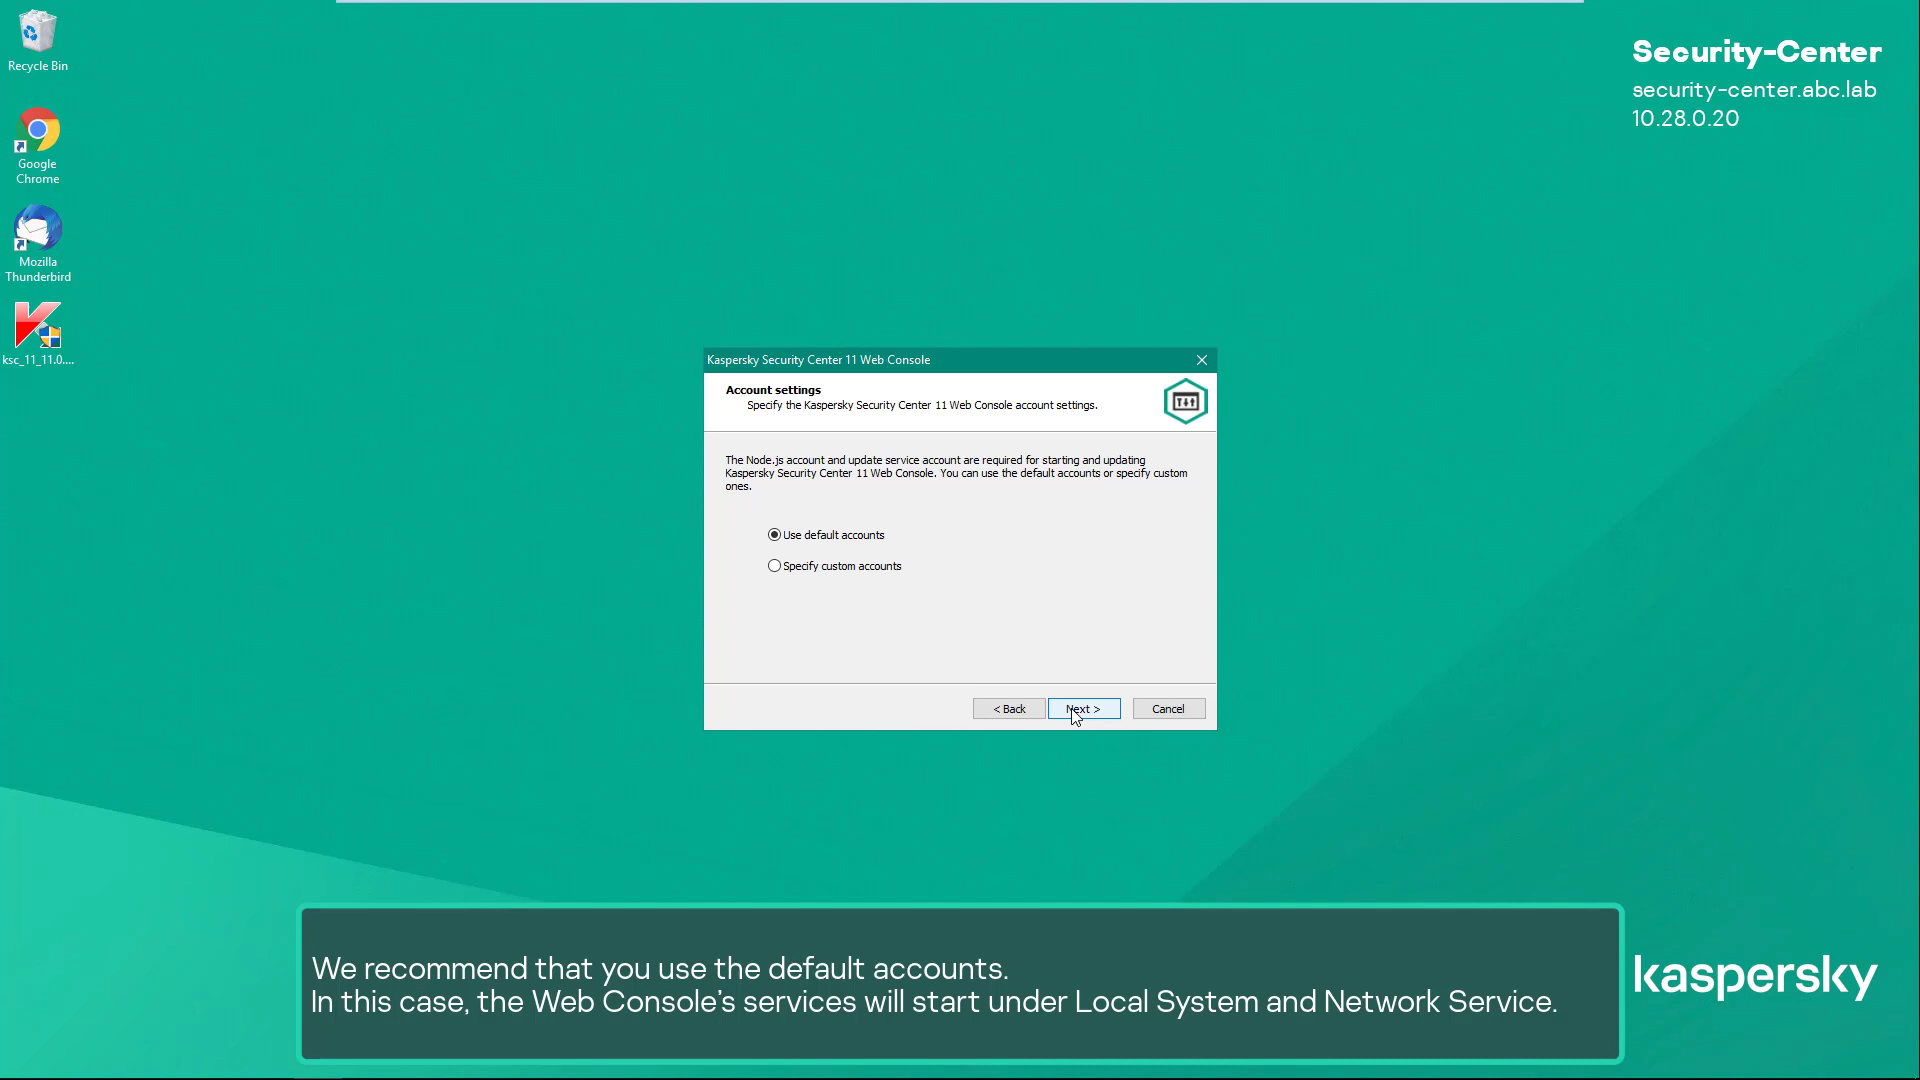 Recycle Bin
Google
Chrome
Mozilla
Thunderbird
ksc_11_11.0....
Security-Center
security-center.abc.lab
10.28.0.20
Kaspersky Security Center 11 Web Console
Account settings
Specify the Kaspersky Security Center 11 Web Console account settings.
The Node.js account and update service account are required for starting and updating
Kaspersky Security Center 11 Web Console. You can use the default accounts or specify custom
ones.
Use default accounts
Specify custom accounts
< Back
Next >
Cancel
We recommend that you use the default accounts.
In this case, the Web Console’s services will start under Local System and Network Service.
kaspersky